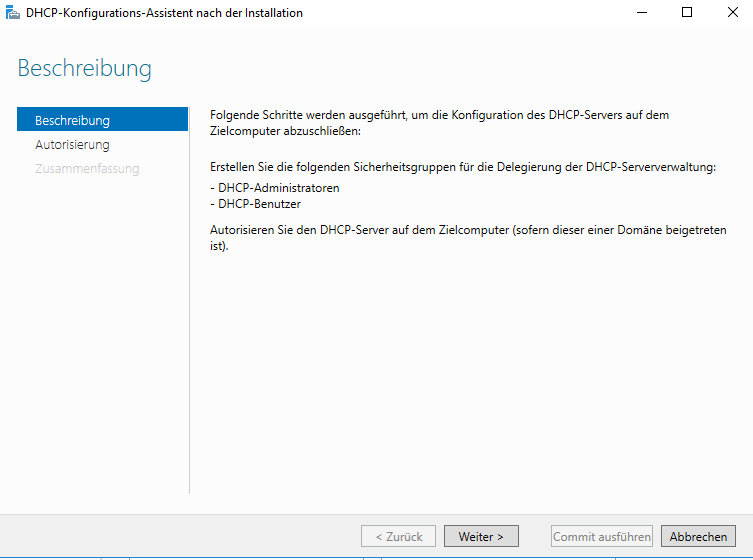 DHCP-Konfigurations-Assistent nach der Installation
Beschreibung
Beschreibung
Autorisierung
Zusammenfassung
Folgende Schritte werden ausgeführt, um die Konfiguration des DHCP-Servers auf dem
Zielcomputer abzuschließen:
Erstellen Sie die folgenden Sicherheitsgruppen für die Delegierung der DHCP-Serververwaltung:
- DHCP-Administratoren
- DHCP-Benutzer
Autorisieren Sie den DHCP-Server auf dem Zielcomputer (sofern dieser einer Domäne beigetreten
ist).
< Zurück
Weiter >
Commit ausführen
Abbrechen